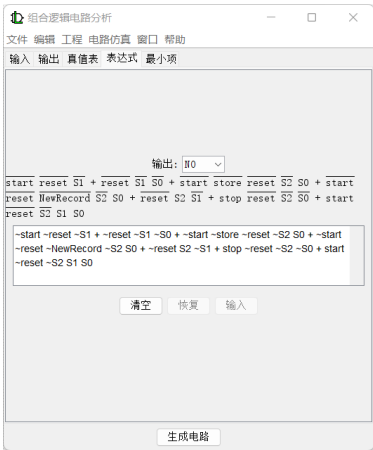 组合逻辑电路分析
文件 编辑 工程 电路仿真 窗口 帮助
输入 输出 真值表 表达式 最小项
输出: N0
start reset S1 + reset S1 S0 + start store reset S2 S0 + start
reset NewRecord S2 S0 + reset S2 S1 + stop reset S2 S0 + start
reset S2 S1 S0
~start ~reset ~S1 + ~reset ~S1 ~S0 + ~start ~store ~reset ~S2 S0 + ~start
~reset ~NewRecord ~S2 S0 + ~reset S2 ~S1 + stop ~reset ~S2 ~S0 + start
~reset ~S2 S1 S0
清空 恢复 输入
生成电路